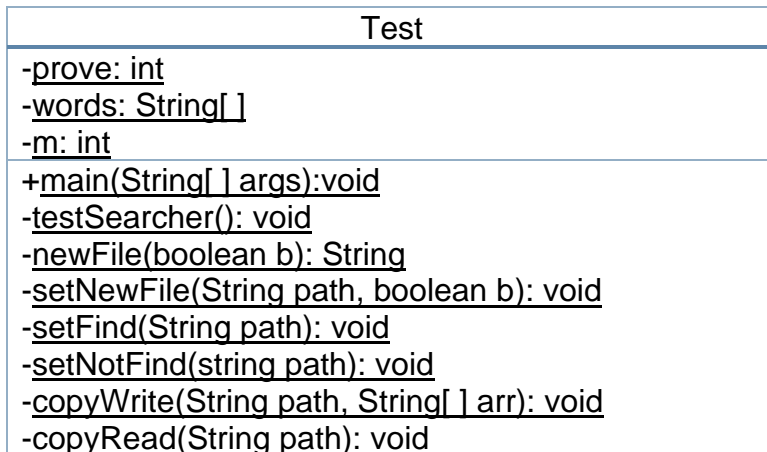 Test
-prove: int
-words: String[ ]
-m: int
+main(String[ ] args):void
-testSearcher(): void
-newFile(boolean b): String
-setNewFile(String path, boolean b): void
-setFind(String path): void
-setNotFind(string path): void
-copyWrite(String path, String[ ] arr): void
-copyRead(String path): void